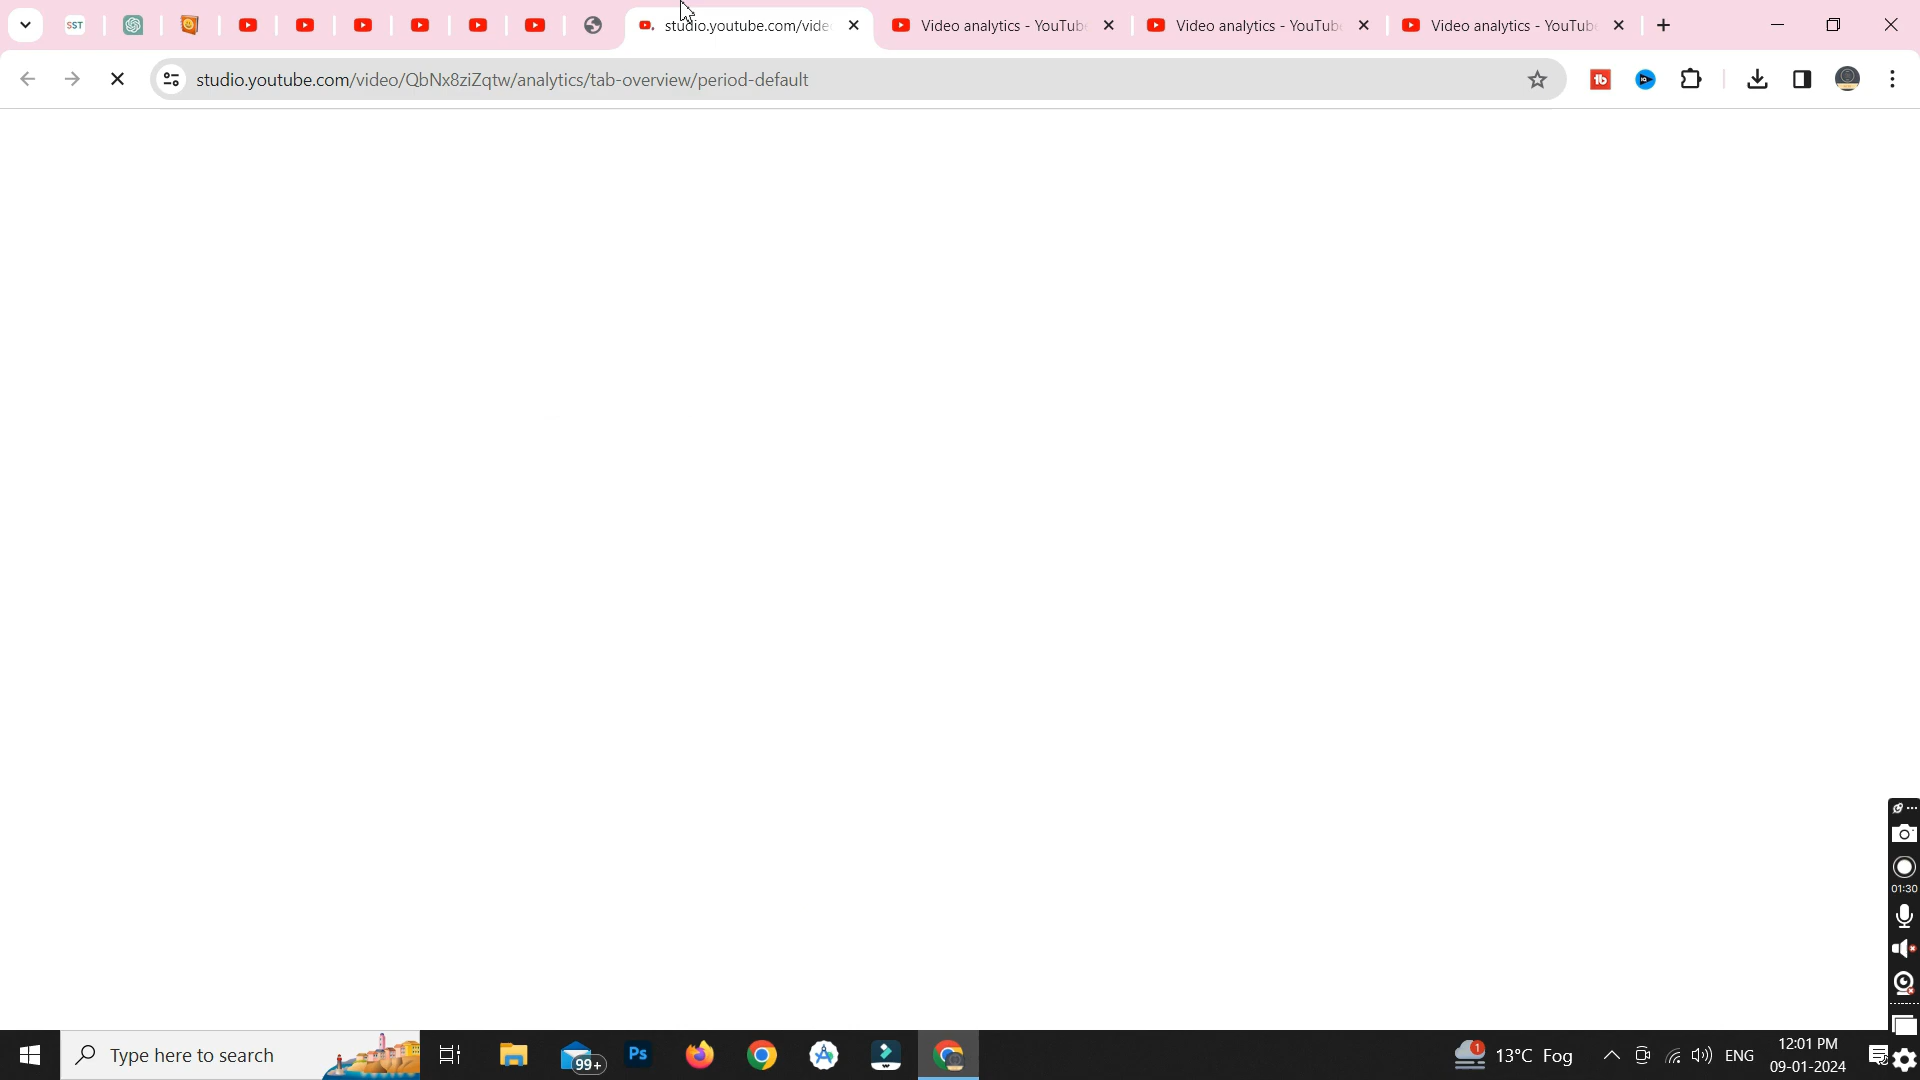 SST
studio.youtube.com/vide
Video analytics - YouTub
Video analytics - YouTub
Video analytics - YouTub
studio.youtube.com/video/QbNx8ziZqtw/analytics/tab-overview/period-default
01:30
Type here to search
99+
Ps
1
13°C Fog
ENG
12:01 PM
09-01-2024